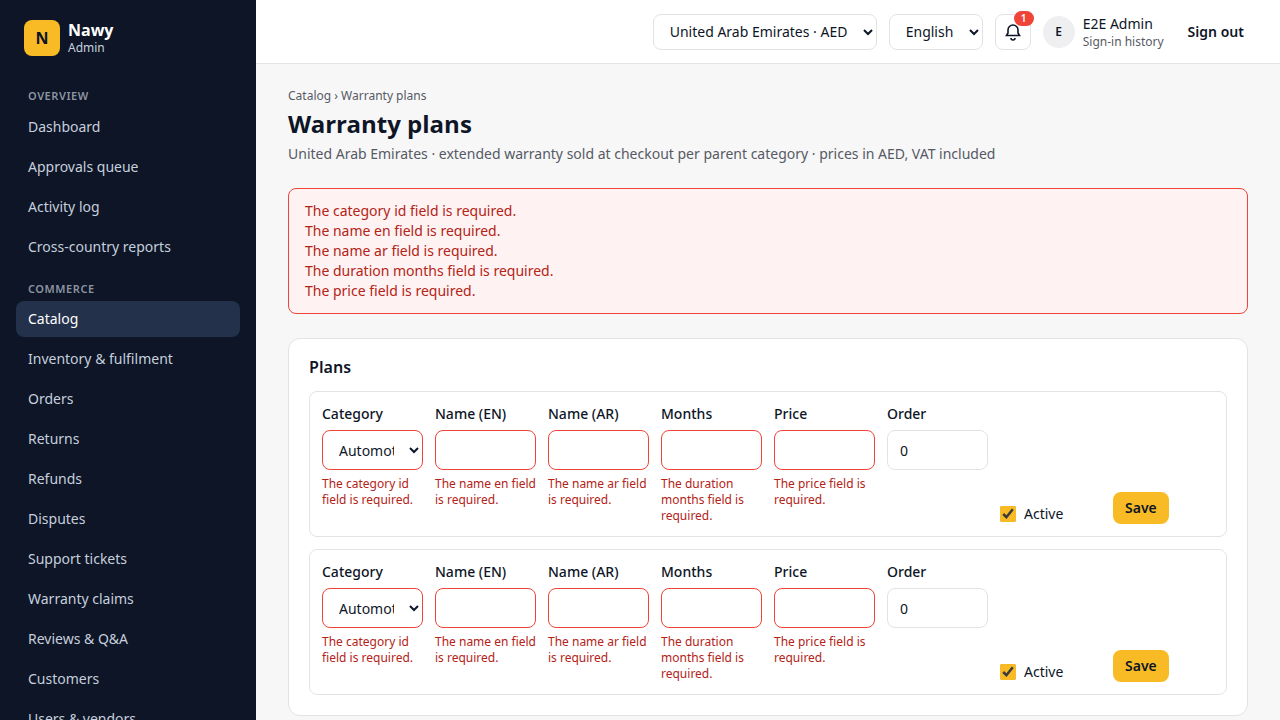 N
Nawy
Admin
OVERVIEW
Dashboard
Approvals queue
Activity log
Cross-country reports
COMMERCE
Catalog
Inventory & fulfilment
Orders
Returns
Refunds
Disputes
Support tickets
Warranty claims
Reviews & Q&A
Customers
Users & vendors
United Arab Emirates · AED
English
1
E
E2E Admin
Sign-in history
Sign out
Catalog › Warranty plans
Warranty plans
United Arab Emirates · extended warranty sold at checkout per parent category · prices in AED, VAT included
The category id field is required.
The name en field is required.
The name ar field is required.
The duration months field is required.
The price field is required.
Plans
Category Name (EN) Name (AR) Months Price Order
Automot 0
The category id The name en field The name ar field The duration The price field is
field is required. is required. is required. months field is required.
required.
Active Save
Category Name (EN) Name (AR) Months Price Order
Automot 0
The category id The name en field The name ar field The duration The price field is
field is required. is required. is required. months field is required.
required.
Active Save